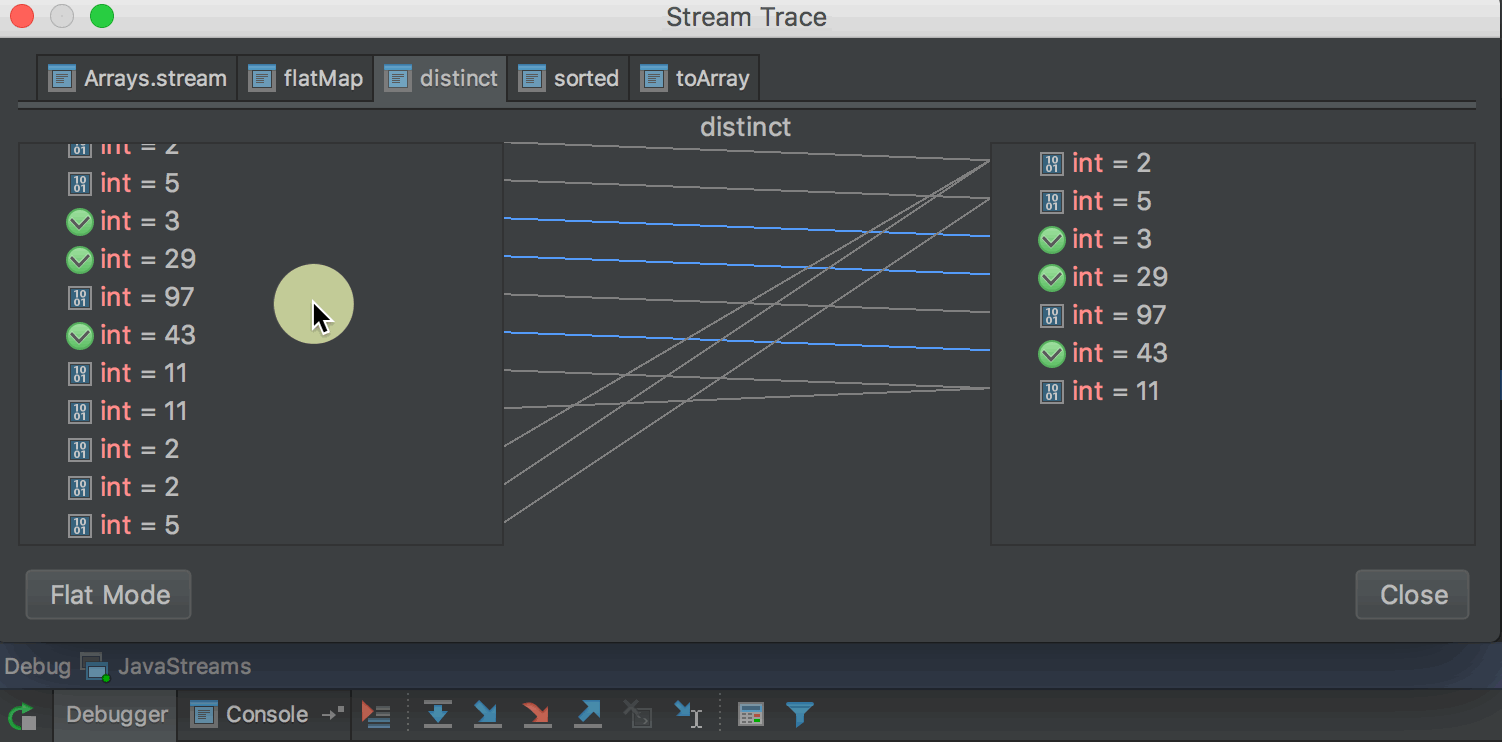 Stream Trace
Arrays.stream flatMap distinct sorted toArray
distinct
int = 2
int = 5
int = 3
int = 29
int = 97
int = 43
int = 11
int = 11
int = 2
int = 2
int = 5
int = 2
int = 5
int = 3
int = 29
int = 97
int = 43
int = 11
Flat Mode
Close
Debug JavaStreams
Debugger Console